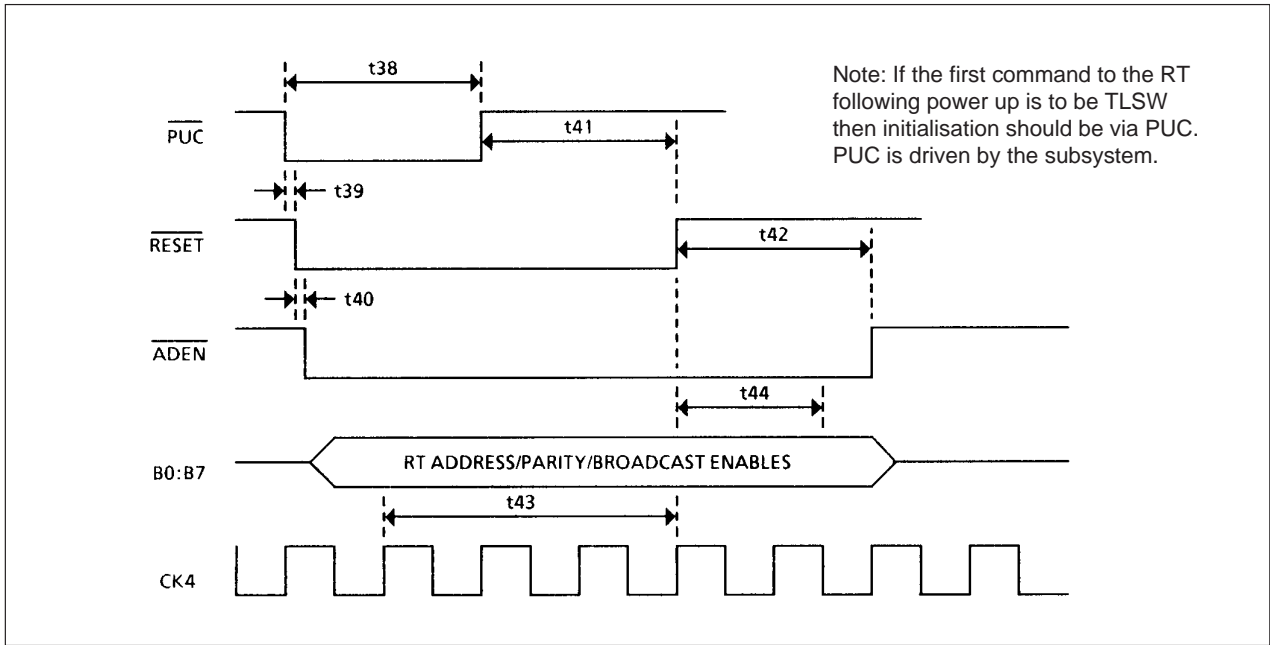 t38
Note: If the first command to the RT
following power up is to be TLSW
then initialisation should be via PUC.
PUC is driven by the subsystem.
PUC
t41
t39
RESET
t42
t40
ADEN
t44
B0:B7
RT ADDRESS/PARITY/BROADCAST ENABLES
t43
CK4